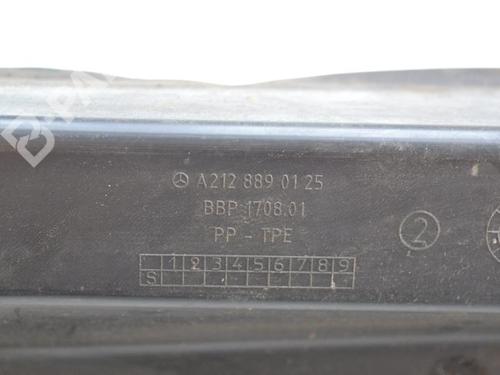 B-PA
A212 889 01 25
BBP 1708.01
PP - TPE
2
1 2 3 4 5 6 7 8 9
S